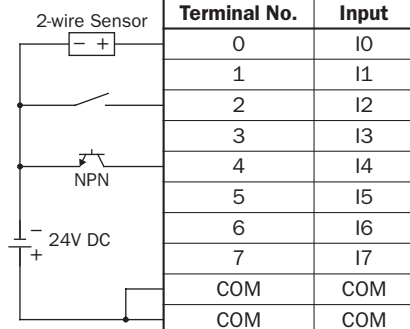 2-wire Sensor
− +
NPN
−
24V DC
+
Terminal No. Input
0 I0
1 I1
2 I2
3 I3
4 I4
5 I5
6 I6
7 I7
COM COM
COM COM